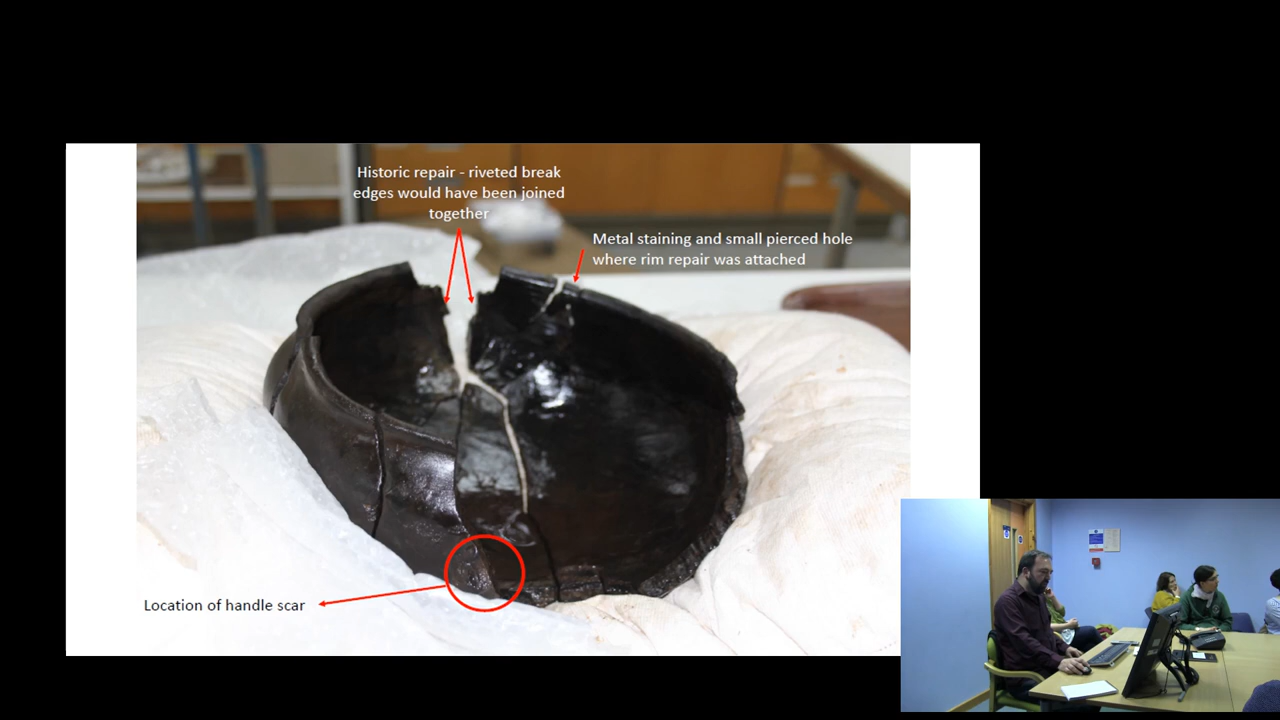 Historic repair - riveted break
edges would have been joined
together
Metal staining and small pierced hole
where rim repair was attached
Location of handle scar